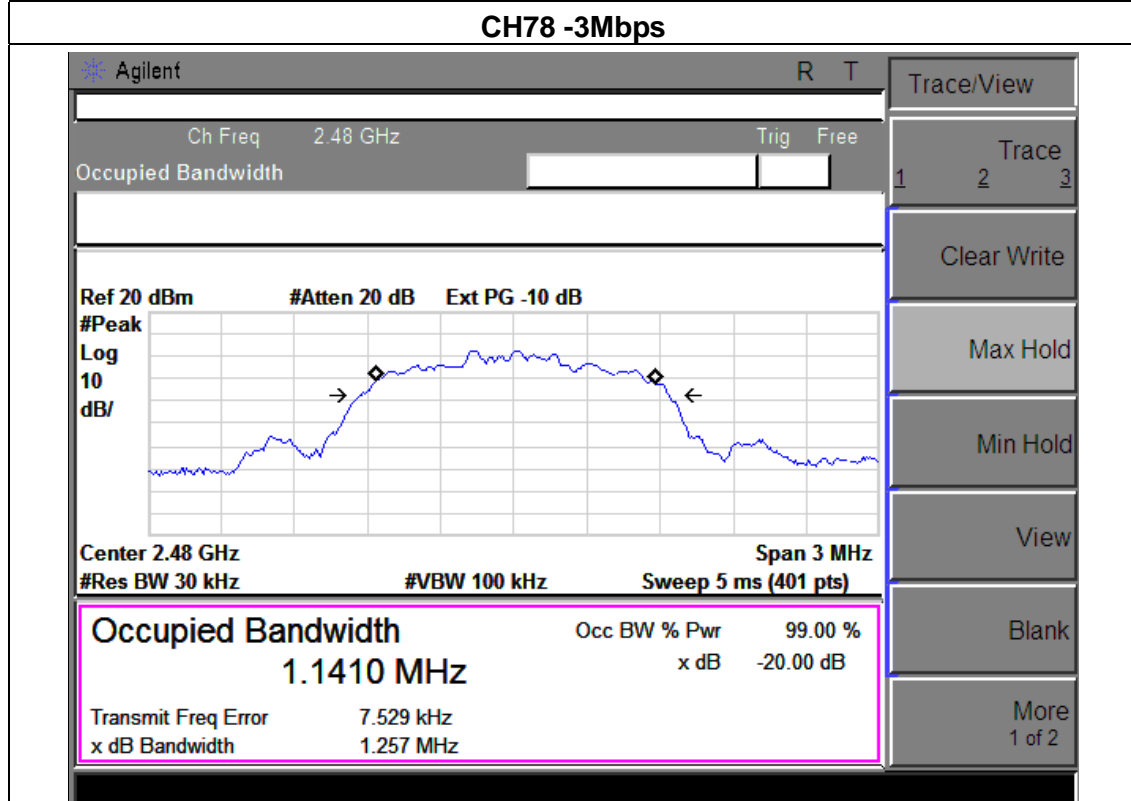 CH78 -3Mbps
Agilent R T
Ch Freq 2.48 GHz Trig Free
Occupied Bandwidth
Ref 20 dBm #Atten 20 dB Ext PG -10 dB
#Peak
Log
10
dB/
Center 2.48 GHz Span 3 MHz
#Res BW 30 kHz #VBW 100 kHz Sweep 5 ms (401 pts)
Occupied Bandwidth Occ BW % Pwr 99.00 %
1.1410 MHz x dB -20.00 dB
Transmit Freq Error 7.529 kHz
x dB Bandwidth 1.257 MHz
Trace/View
Trace
1 2 3
Clear Write
Max Hold
Min Hold
View
Blank
More
1 of 2